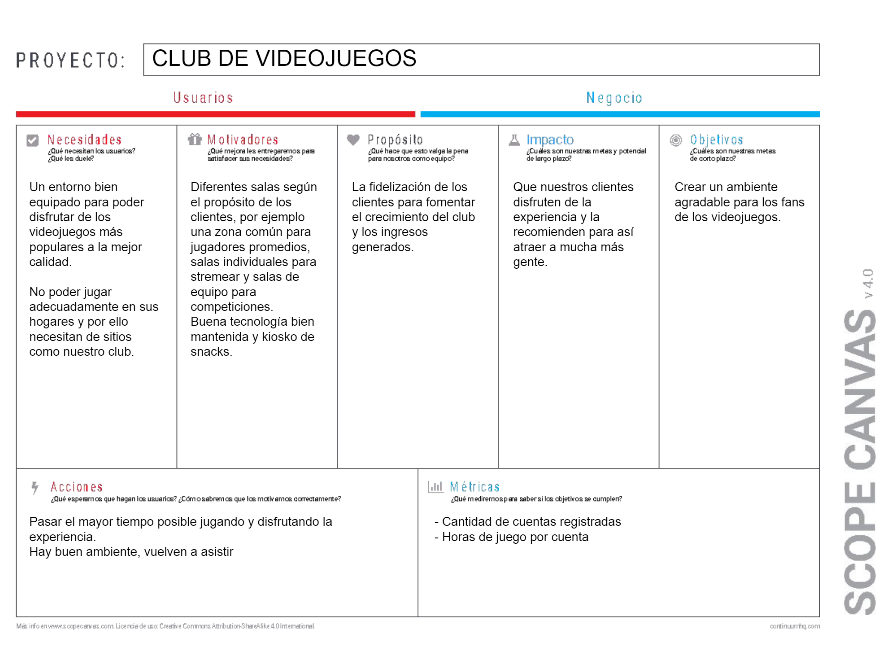 PROYECTO:
CLUB DE VIDEOJUEGOS
Usuarios
Negocio
Necesidades
¿Qué necesitan los usuarios?
¿Qué les duele?
Un entorno bien
equipado para poder
disfrutar de los
videojuegos más
populares a la mejor
calidad.
No poder jugar
adecuadamente en sus
hogares y por ello
necesitan de sitios
como nuestro club.
Motivadores
¿Qué mejora les entregaremos para
satisfacer sus necesidades?
Diferentes salas según
el propósito de los
clientes, por ejemplo
una zona común para
jugadores promedios,
salas individuales para
stremear y salas de
equipo para
competiciones.
Buena tecnología bien
mantenida y kiosko de
snacks.
Propósito
¿Qué hace que esto valga la pena
para nosotros como equipo?
La fidelización de los
clientes para fomentar
el crecimiento del club
y los ingresos
generados.
Impacto
¿Cuáles son nuestras metas y potencial
de largo plazo?
Que nuestros clientes
disfruten de la
experiencia y la
recomienden para así
atraer a mucha más
gente.
Objetivos
¿Cuáles son nuestras metas
de corto plazo?
Crear un ambiente
agradable para los fans
de los videojuegos.
Acciones
¿Qué esperamos que hagan los usuarios? ¿Cómo sabremos que los motivamos correctamente?
Pasar el mayor tiempo posible jugando y disfrutando la
experiencia.
Hay buen ambiente, vuelven a asistir
Métricas
¿Qué mediremos para saber si los objetivos se cumplen?
- Cantidad de cuentas registradas
- Horas de juego por cuenta
Más info en www.scopecanvas.com. Licencia de uso: Creative Commons Attribution-ShareAlike 4.0 International
continuumhq.com
SCOPE CANVAS v 4.0